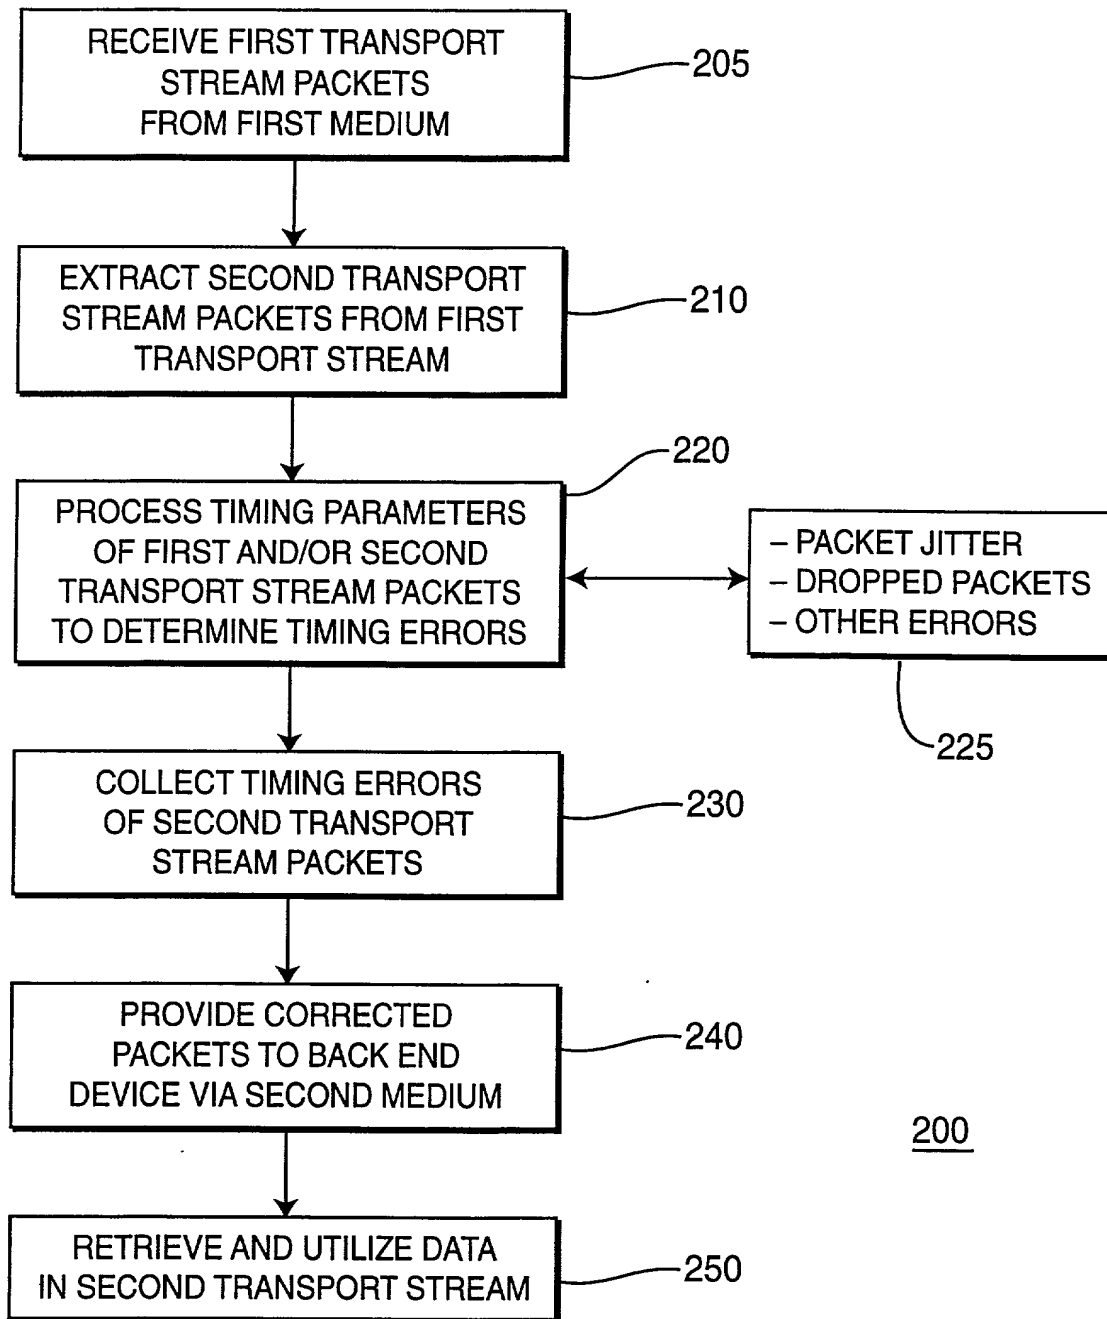 RECEIVE FIRST TRANSPORT
STREAM PACKETS
FROM FIRST MEDIUM
205
EXTRACT SECOND TRANSPORT
STREAM PACKETS FROM FIRST
TRANSPORT STREAM
210
PROCESS TIMING PARAMETERS
OF FIRST AND/OR SECOND
TRANSPORT STREAM PACKETS
TO DETERMINE TIMING ERRORS
220
– PACKET JITTER
– DROPPED PACKETS
– OTHER ERRORS
225
COLLECT TIMING ERRORS
OF SECOND TRANSPORT
STREAM PACKETS
230
PROVIDE CORRECTED
PACKETS TO BACK END
DEVICE VIA SECOND MEDIUM
240
200
RETRIEVE AND UTILIZE DATA
IN SECOND TRANSPORT STREAM
250